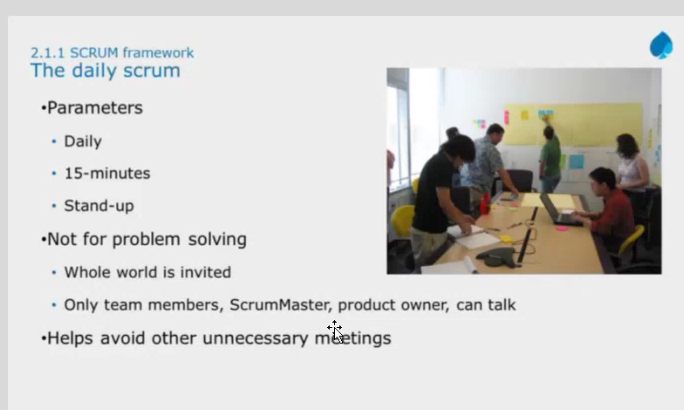 2.1.1 SCRUM framework
The daily scrum
•Parameters
• Daily
• 15-minutes
• Stand-up
•Not for problem solving
• Whole world is invited
• Only team members, ScrumMaster, product owner, can talk
•Helps avoid other unnecessary meetings